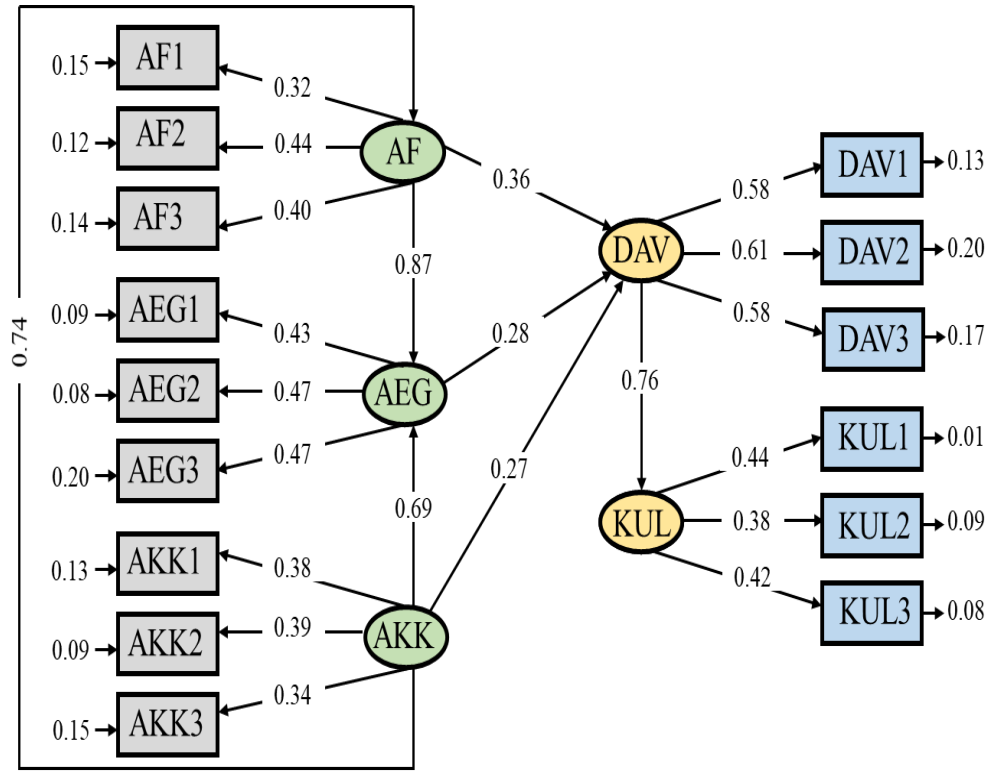 0.15
AF1
0.32
0.12
AF2
0.44
AF
0.14
AF3
0.40
0.36
0.87
0.74
0.09
AEG1
0.43
0.08
AEG2
0.47
AEG
0.20
AEG3
0.47
0.28
0.69
0.27
0.13
AKK1
0.38
0.09
AKK2
0.39
AKK
0.15
AKK3
0.34
DAV
0.58
DAV1
0.13
0.61
DAV2
0.20
0.58
DAV3
0.17
0.76
KUL
0.44
KUL1
0.01
0.38
KUL2
0.09
0.42
KUL3
0.08